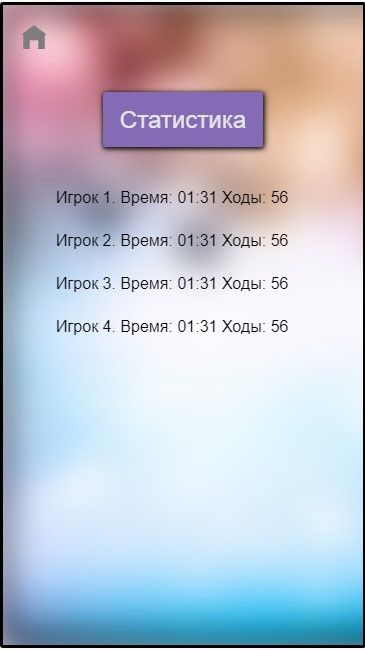 Статистика
Игрок 1. Время: 01:31 Ходы: 56
Игрок 2. Время: 01:31 Ходы: 56
Игрок 3. Время: 01:31 Ходы: 56
Игрок 4. Время: 01:31 Ходы: 56